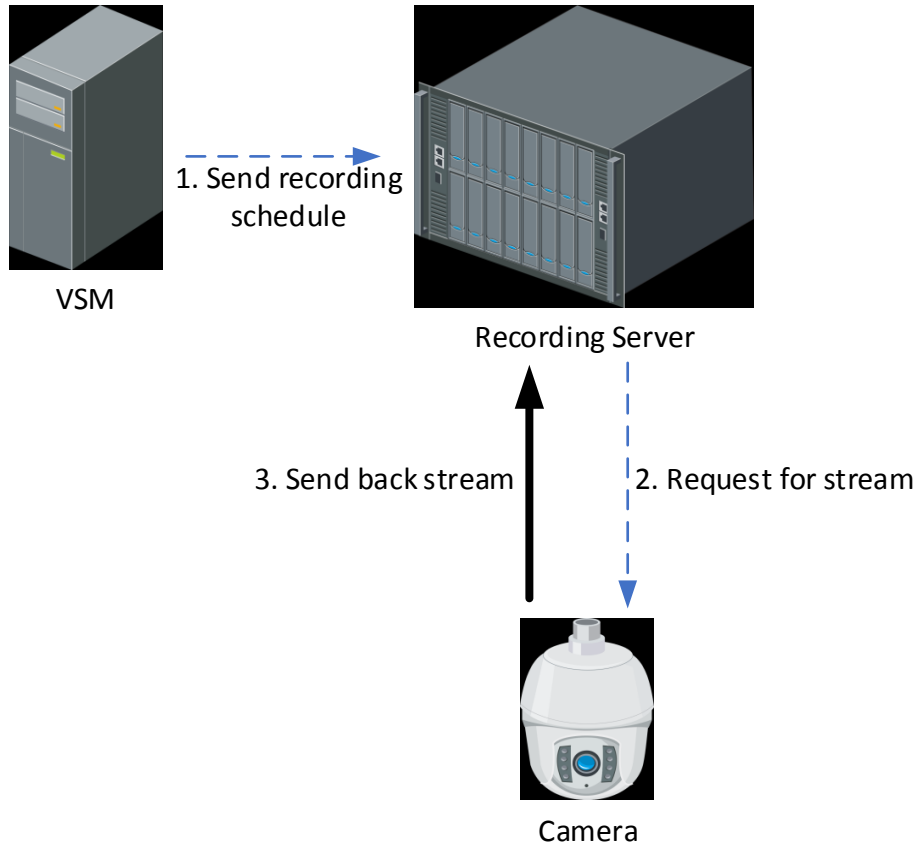 1. Send recording
schedule
VSM
Recording Server
3. Send back stream
2. Request for stream
Camera